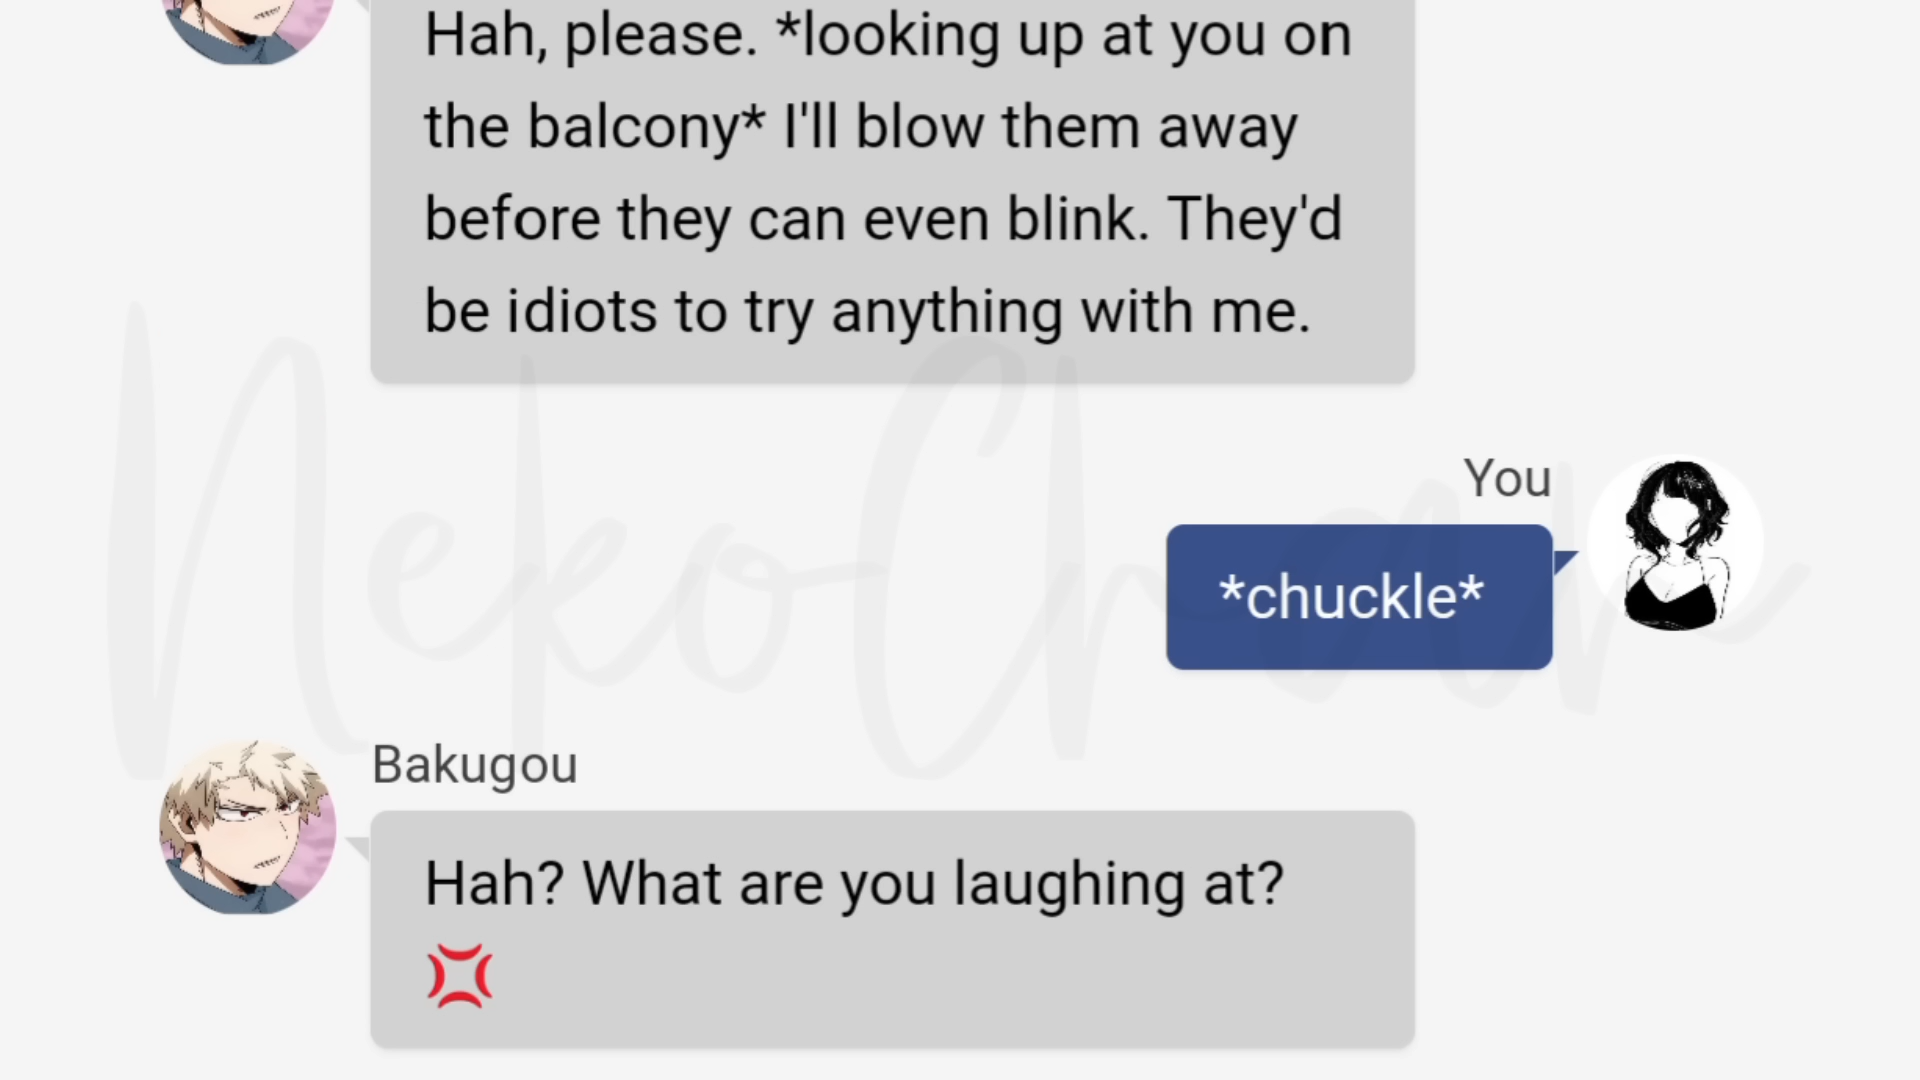 Hah, please. *looking up at you on
the balcony* I'll blow them away
before they can even blink. They'd
be idiots to try anything with me.
You
*chuckle*
NekoChan
Bakugou
Hah? What are you laughing at?
💢